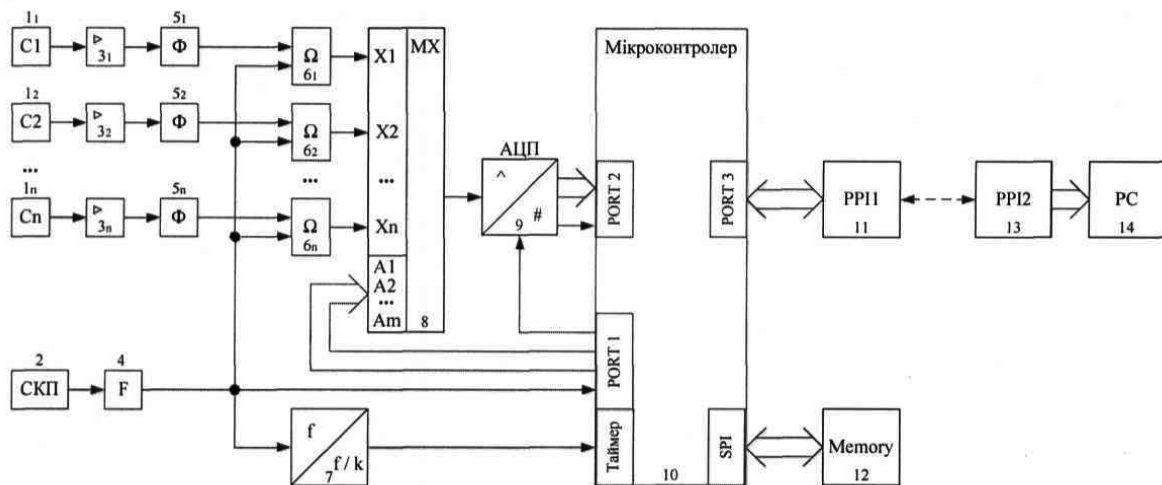 1₁ 5₁
C1 ▷ 3₁ Ф Ω 6₁ X1 MX
Мікроконтролер
1₂ 5₂
C2 ▷ 3₂ Ф Ω 6₂ X2
... ... ...
АЦП
1n 5n
Cn ▷ 3n Ф Ω 6n Xn
^ # 9
PORT 2 PORT 3
PPI1 11
PPI2 13
PC 14
A1
A2
...
Am 8
PORT 1
2 4
СКП F
f f / k 7
Таймер 10 SPI
Memory 12